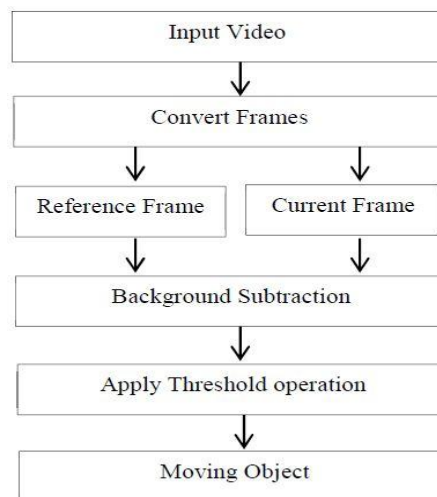 Input Video
Convert Frames
Reference Frame
Current Frame
Background Subtraction
Apply Threshold operation
Moving Object